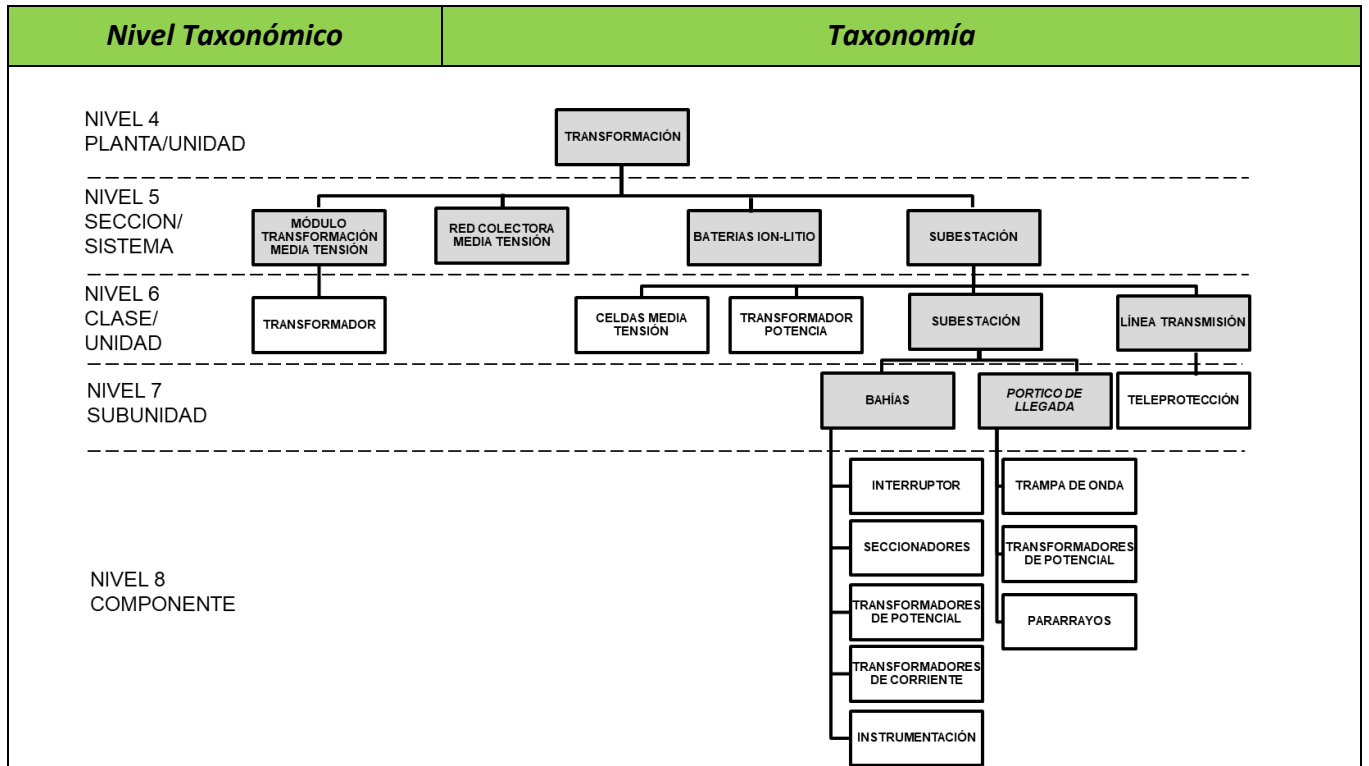 Nivel Taxonómico
Taxonomía
NIVEL 4
PLANTA/UNIDAD
TRANSFORMACIÓN
NIVEL 5
SECCION/
SISTEMA
MÓDULO
TRANSFORMACIÓN
MEDIA TENSIÓN
RED COLECTORA
MEDIA TENSIÓN
BATERIAS ION-LITIO
SUBESTACIÓN
NIVEL 6
CLASE/
UNIDAD
TRANSFORMADOR
CELDAS MEDIA
TENSIÓN
TRANSFORMADOR
POTENCIA
SUBESTACIÓN
LÍNEA TRANSMISIÓN
NIVEL 7
SUBUNIDAD
BAHÍAS
PORTICO DE
LLEGADA
TELEPROTECCIÓN
NIVEL 8
COMPONENTE
INTERRUPTOR
SECCIONADORES
TRANSFORMADORES
DE POTENCIAL
TRANSFORMADORES
DE CORRIENTE
INSTRUMENTACIÓN
TRAMPA DE ONDA
TRANSFORMADORES
DE POTENCIAL
PARARRAYOS